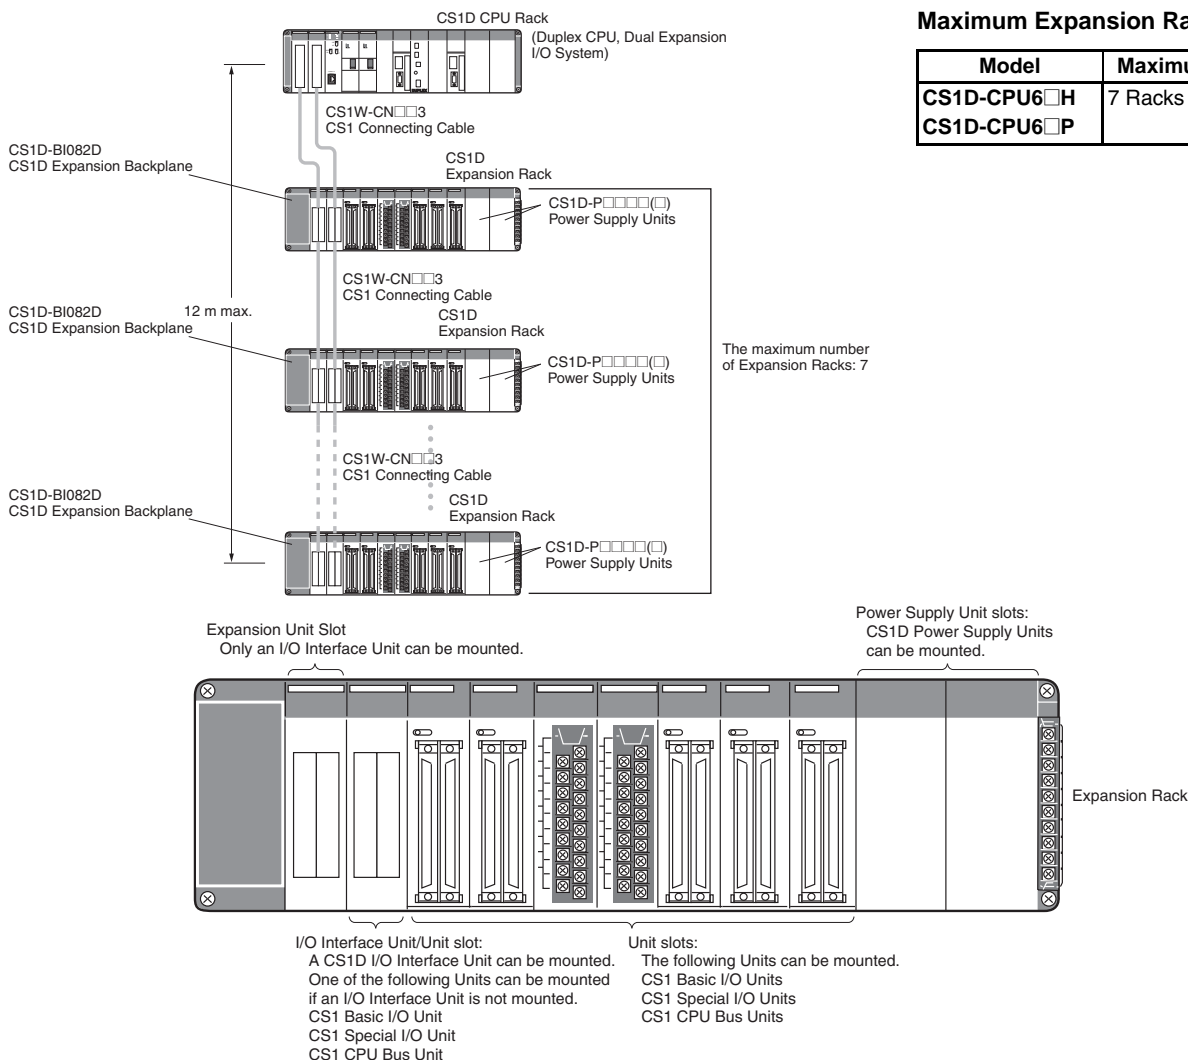 CS1D CPU Rack
(Duplex CPU, Dual Expansion
I/O System)
CS1W-CN□□3
CS1 Connecting Cable
CS1D-BI082D
CS1D Expansion Backplane
CS1D
Expansion Rack
CS1D-P□□□□(□)
Power Supply Units
CS1W-CN□□3
CS1 Connecting Cable
CS1D-BI082D
CS1D Expansion Backplane
12 m max.
CS1D
Expansion Rack
CS1D-P□□□□(□)
Power Supply Units
The maximum number
of Expansion Racks: 7
CS1W-CN□□3
CS1 Connecting Cable
CS1D-BI082D
CS1D Expansion Backplane
CS1D
Expansion Rack
CS1D-P□□□□(□)
Power Supply Units
Maximum Expansion Ra
Model Maximu
CS1D-CPU6□H 7 Racks
CS1D-CPU6□P
Expansion Unit Slot
Only an I/O Interface Unit can be mounted.
Power Supply Unit slots:
CS1D Power Supply Units
can be mounted.
Expansion Rack
I/O Interface Unit/Unit slot:
A CS1D I/O Interface Unit can be mounted.
One of the following Units can be mounted
if an I/O Interface Unit is not mounted.
CS1 Basic I/O Unit
CS1 Special I/O Unit
CS1 CPU Bus Unit
Unit slots:
The following Units can be mounted.
CS1 Basic I/O Units
CS1 Special I/O Units
CS1 CPU Bus Units